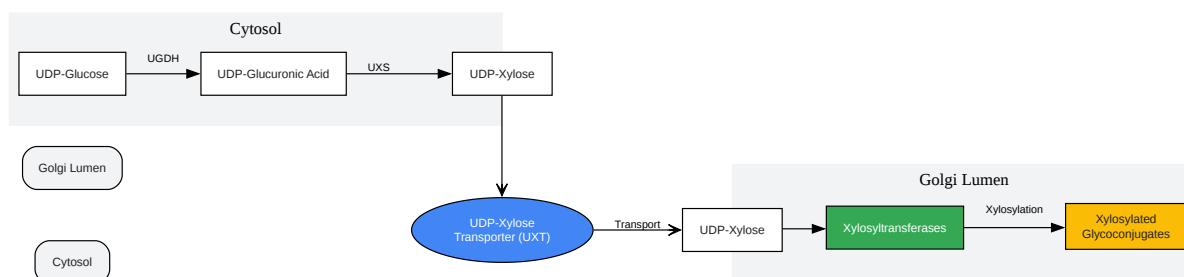 Cytosol
UDP-Glucose
UGDH
UDP-Glucuronic Acid
UXS
UDP-Xylose
Golgi Lumen
Cytosol
UDP-Xylose
Transporter (UXT)
Transport
Golgi Lumen
UDP-Xylose
Xylosyltransferases
Xylosylation
Xylosylated
Glycoconjugates